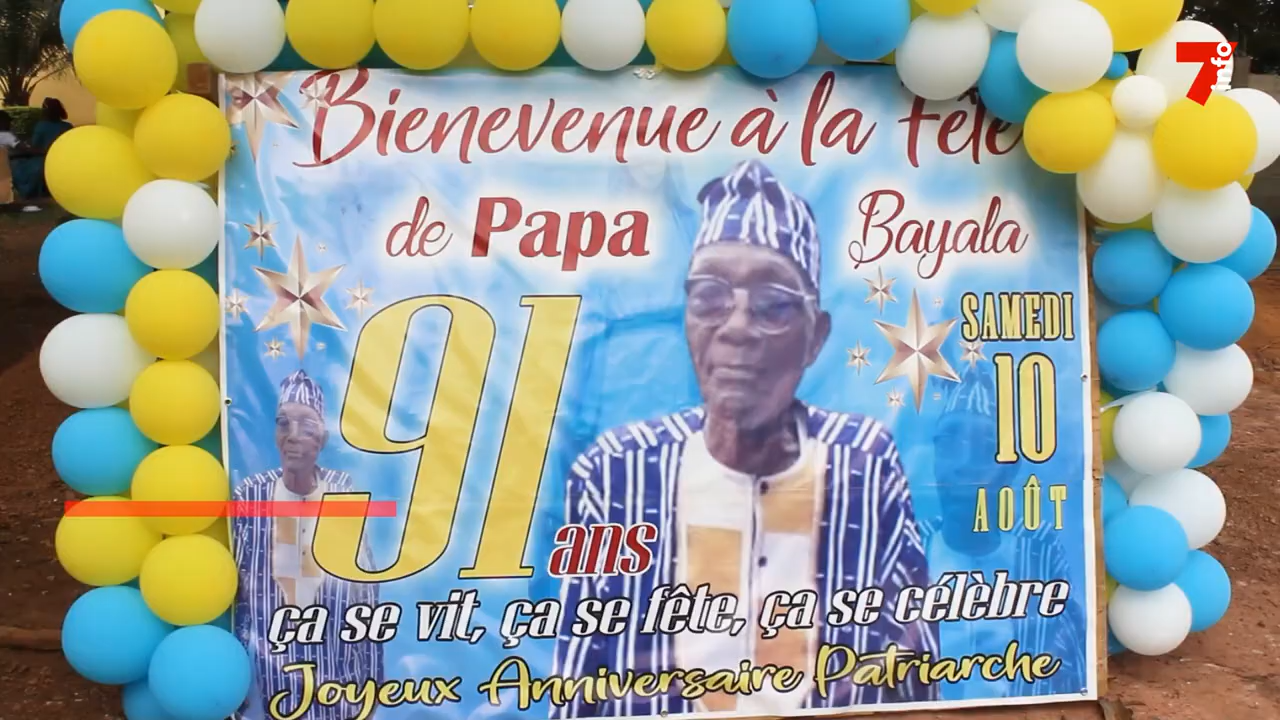 7info
Bienevenue à la Fête
de Papa Bayala
91 ans
SAMEDI
10
AOÛT
ça se vit, ça se fête, ça se célèbre
Joyeux Anniversaire Patriarche